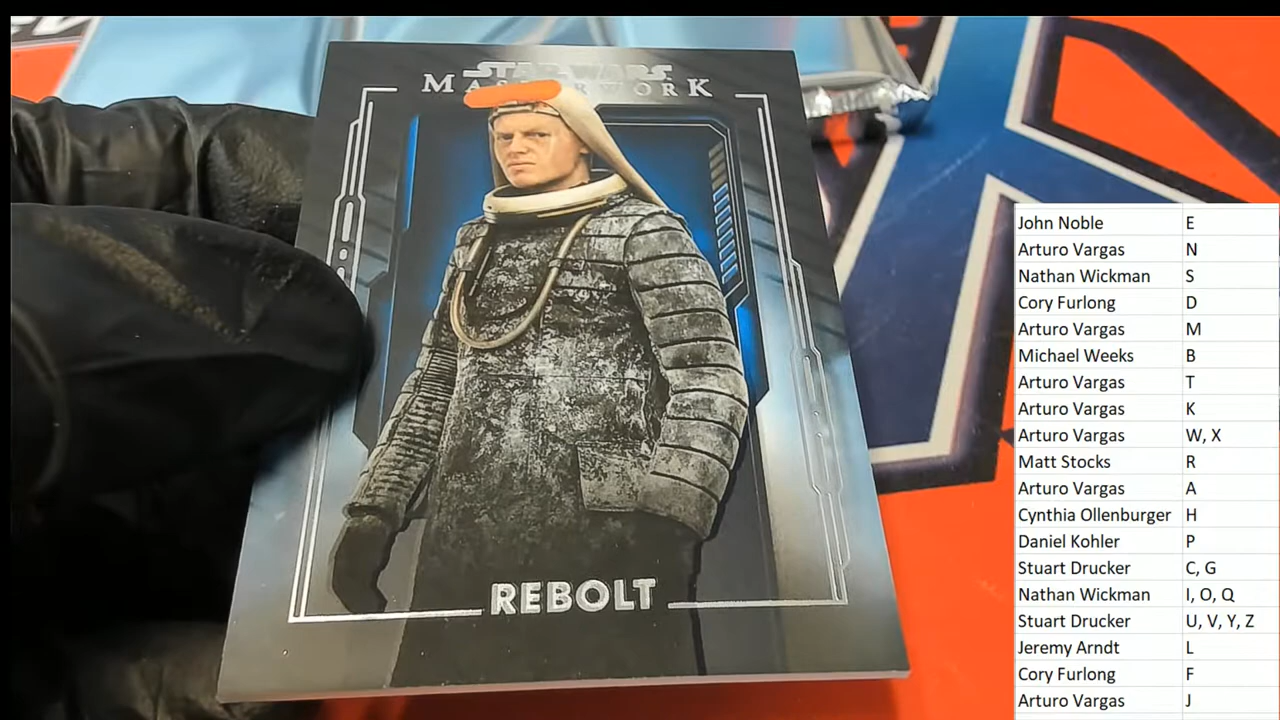 STAR WARS
MASTERWORK
REBOLT
John Noble E
Arturo Vargas N
Nathan Wickman S
Cory Furlong D
Arturo Vargas M
Michael Weeks B
Arturo Vargas T
Arturo Vargas K
Arturo Vargas W, X
Matt Stocks R
Arturo Vargas A
Cynthia Ollenburger H
Daniel Kohler P
Stuart Drucker C, G
Nathan Wickman I, O, Q
Stuart Drucker U, V, Y, Z
Jeremy Arndt L
Cory Furlong F
Arturo Vargas J